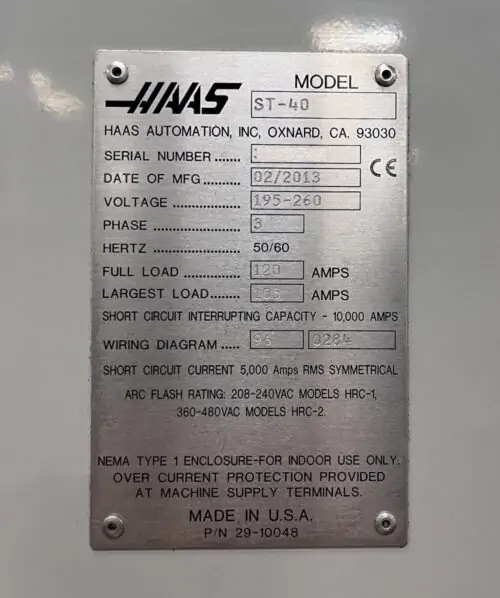 HAAS
MODEL
ST-40
HAAS AUTOMATION, INC, OXNARD, CA. 93030
SERIAL NUMBER .......
CE
DATE OF MFG..........
02/2013
VOLTAGE ................
195-260
PHASE ....................
3
HERTZ .................... 50/60
FULL LOAD .............
120 AMPS
LARGEST LOAD........
AMPS
SHORT CIRCUIT INTERRUPTING CAPACITY - 10,000 AMPS
WIRING DIAGRAM .....
96 0284
SHORT CIRCUIT CURRENT 5,000 Amps RMS SYMMETRICAL
ARC FLASH RATING: 208-240VAC MODELS HRC-1,
360-480VAC MODELS HRC-2.
NEMA TYPE 1 ENCLOSURE-FOR INDOOR USE ONLY.
OVER CURRENT PROTECTION PROVIDED
AT MACHINE SUPPLY TERMINALS.
MADE IN U.S.A.
P/N 29-10048